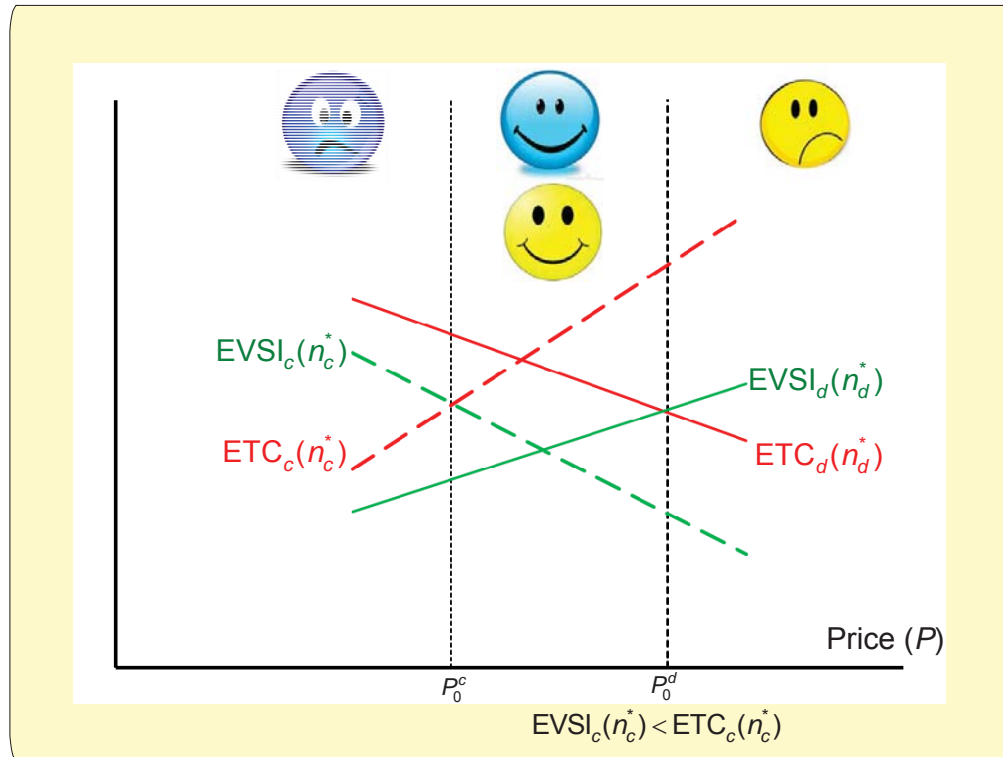 EVSI_c(n_c^*)
EVSI_d(n_d^*)
ETC_c(n_c^*)
ETC_d(n_d^*)
Price (P)
P_0^c
P_0^d
EVSI_c(n_c^*) < ETC_c(n_c^*)